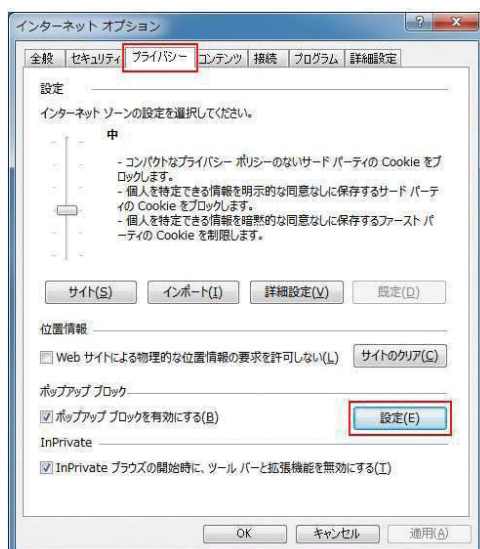 インターネット オプション
全般 セキュリティ プライバシー コンテンツ 接続 プログラム 詳細設定
設定
インターネット ゾーンの設定を選択してください。
中
- コンパクトなプライバシー ポリシーのないサード パーティの Cookie をブ
ロックします。
- 個人を特定できる情報を明示的な同意なしに保存するサード パーテ
ィの Cookie をブロックします。
- 個人を特定できる情報を暗黙的な同意なしに保存するファースト パ
ーティの Cookie を制限します。
サイト(S) インポート(I) 詳細設定(V) 既定(D)
位置情報
Web サイトによる物理的な位置情報の要求を許可しない(L) サイトのクリア(C)
ポップアップ ブロック
ポップアップ ブロックを有効にする(B) 設定(E)
InPrivate
InPrivate ブラウズの開始時に、ツール バーと拡張機能を無効にする(T)
OK キャンセル 適用(A)